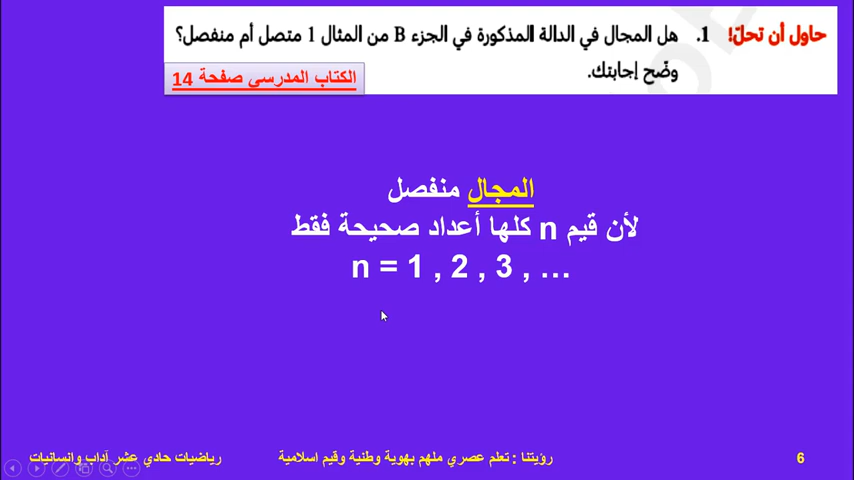 حاول أن تحلّ! 1. هل المجال في الدالة المذكورة في الجزء B من المثال 1 متصل أم منفصل؟
وضّح إجابتك.
الكتاب المدرسي صفحة 14
المجال منفصل
لأن قيم n كلها أعداد صحيحة فقط
n = 1 , 2 , 3 , ...
رياضيات حادي عشر آداب وانسانيات
رؤيتنا : تعلم عصري ملهم بهوية وطنية وقيم اسلامية
6